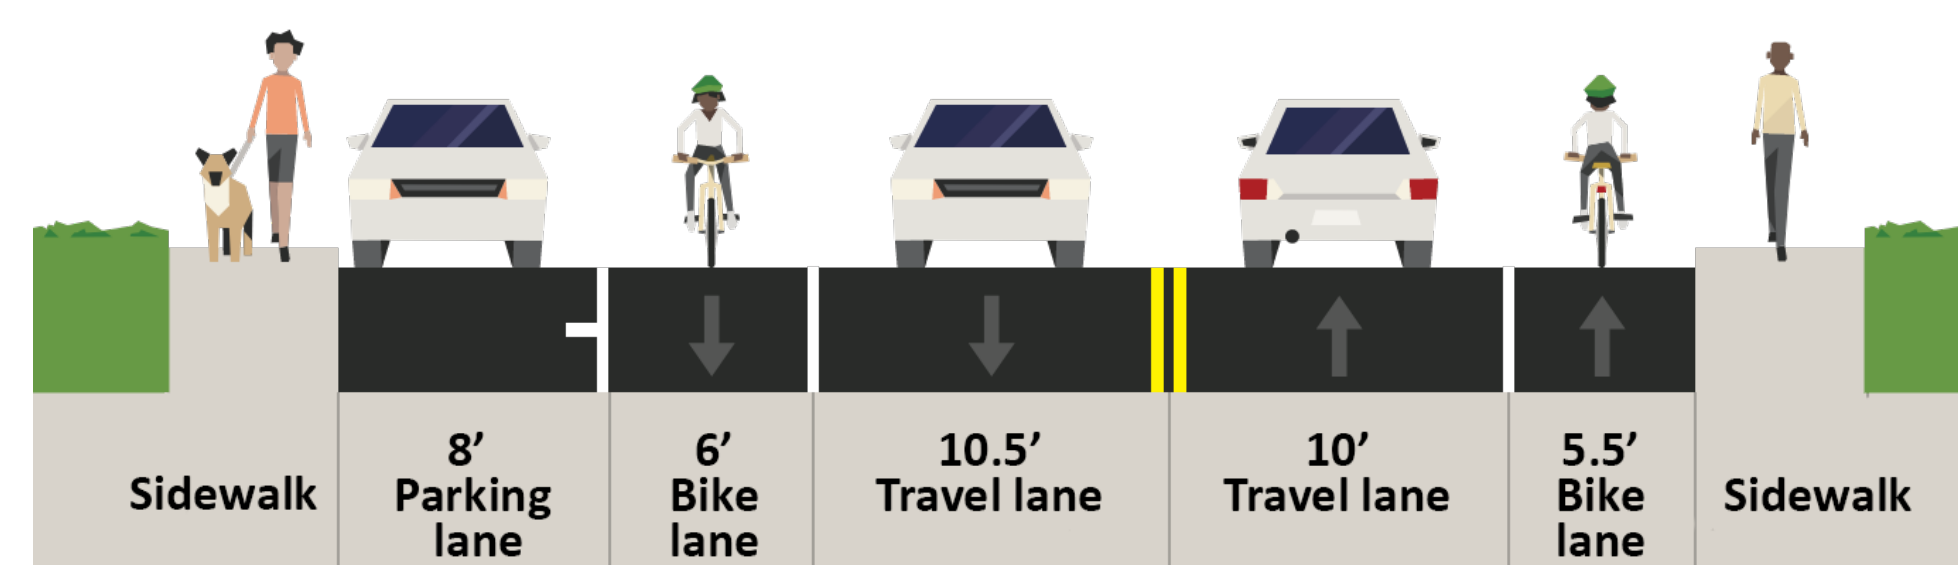 Sidewalk
8’
Parking
lane
6’
Bike
lane
10.5’
Travel lane
10’
Travel lane
5.5’
Bike
lane
Sidewalk